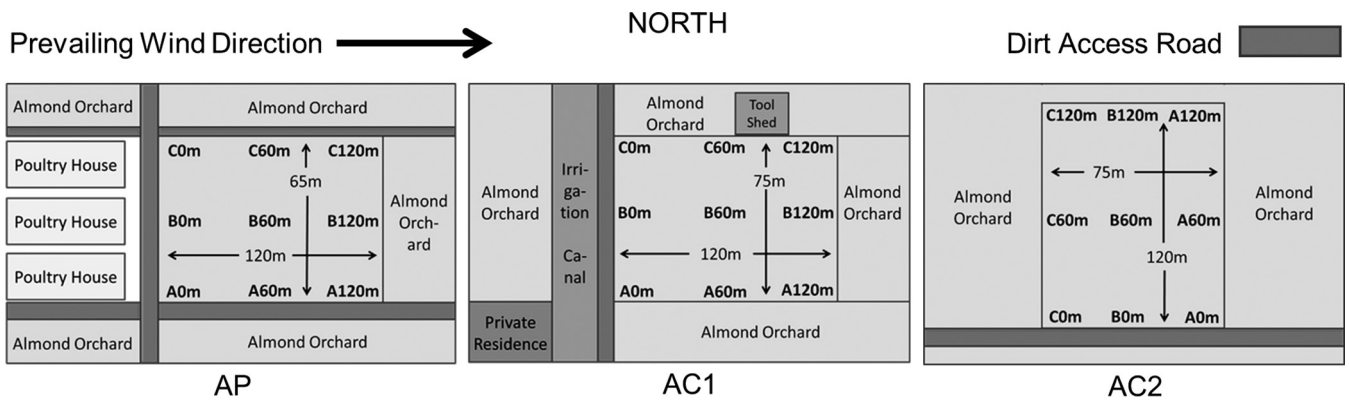 NORTH
Prevailing Wind Direction
Dirt Access Road
Almond Orchard
Almond Orchard
Poultry House
Poultry House
Poultry House
C0m C60m C120m
65m
B0m B60m B120m
120m
A0m A60m A120m
Almond
Orch-
ard
Almond Orchard
Almond Orchard
AP
Almond
Orchard
Tool
Shed
Almond
Orchard
Irri-
ga-
tion
Ca-
nal
C0m C60m C120m
75m
B0m B60m B120m
120m
A0m A60m A120m
Almond
Orchard
Private
Residence
Almond Orchard
AC1
Almond
Orchard
C120m B120m A120m
75m
C60m B60m A60m
120m
C0m B0m A0m
Almond
Orchard
AC2